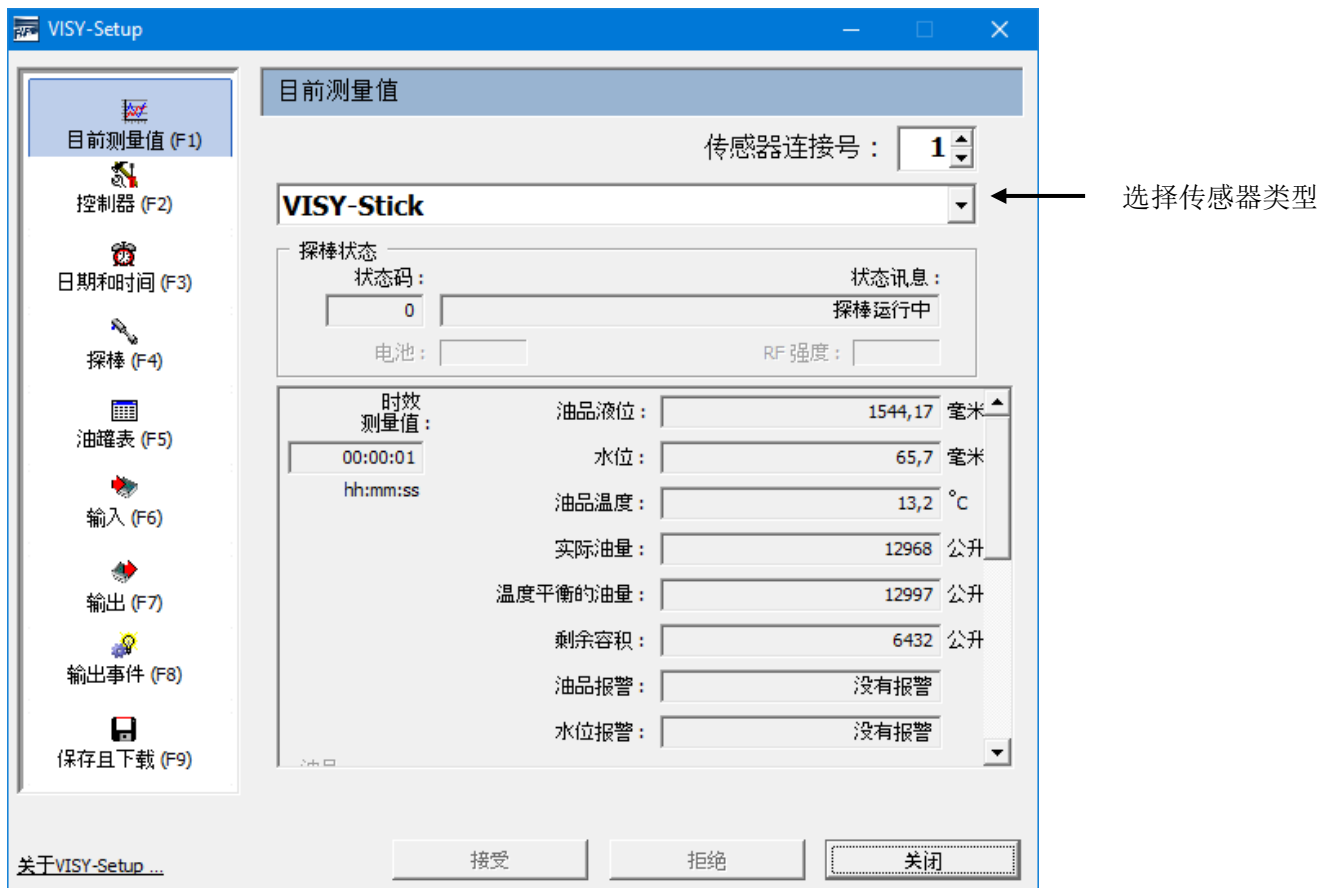 VISY-Setup
目前测量值 (F1)
控制器 (F2)
日期和时间 (F3)
探棒 (F4)
油罐表 (F5)
输入 (F6)
输出 (F7)
输出事件 (F8)
保存且下载 (F9)
关于VISY-Setup ...
目前测量值
传感器连接号： 1
VISY-Stick
选择传感器类型
探棒状态
状态码： 状态讯息：
0 探棒运行中
电池： RF 强度：
时效
测量值：
00:00:01
hh:mm:ss
油品液位： 1544,17 毫米
水位： 65,7 毫米
油品温度： 13,2 °C
实际油量： 12968 公升
温度平衡的油量： 12997 公升
剩余容积： 6432 公升
油品报警： 没有报警
水位报警： 没有报警
接受 拒绝 关闭